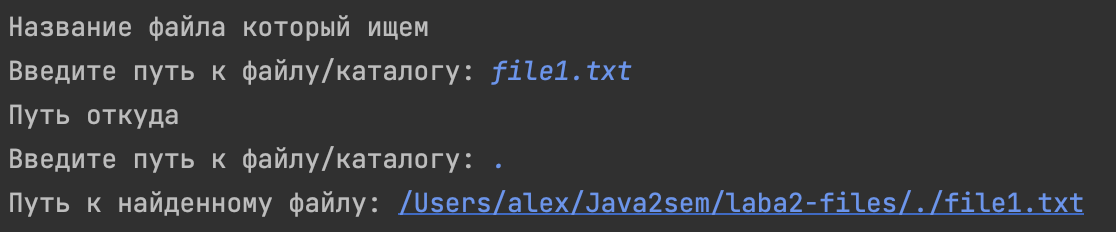 Название файла который ищем
Введите путь к файлу/каталогу: file1.txt
Путь откуда
Введите путь к файлу/каталогу: .
Путь к найденному файлу: /Users/alex/Java2sem/laba2-files/./file1.txt